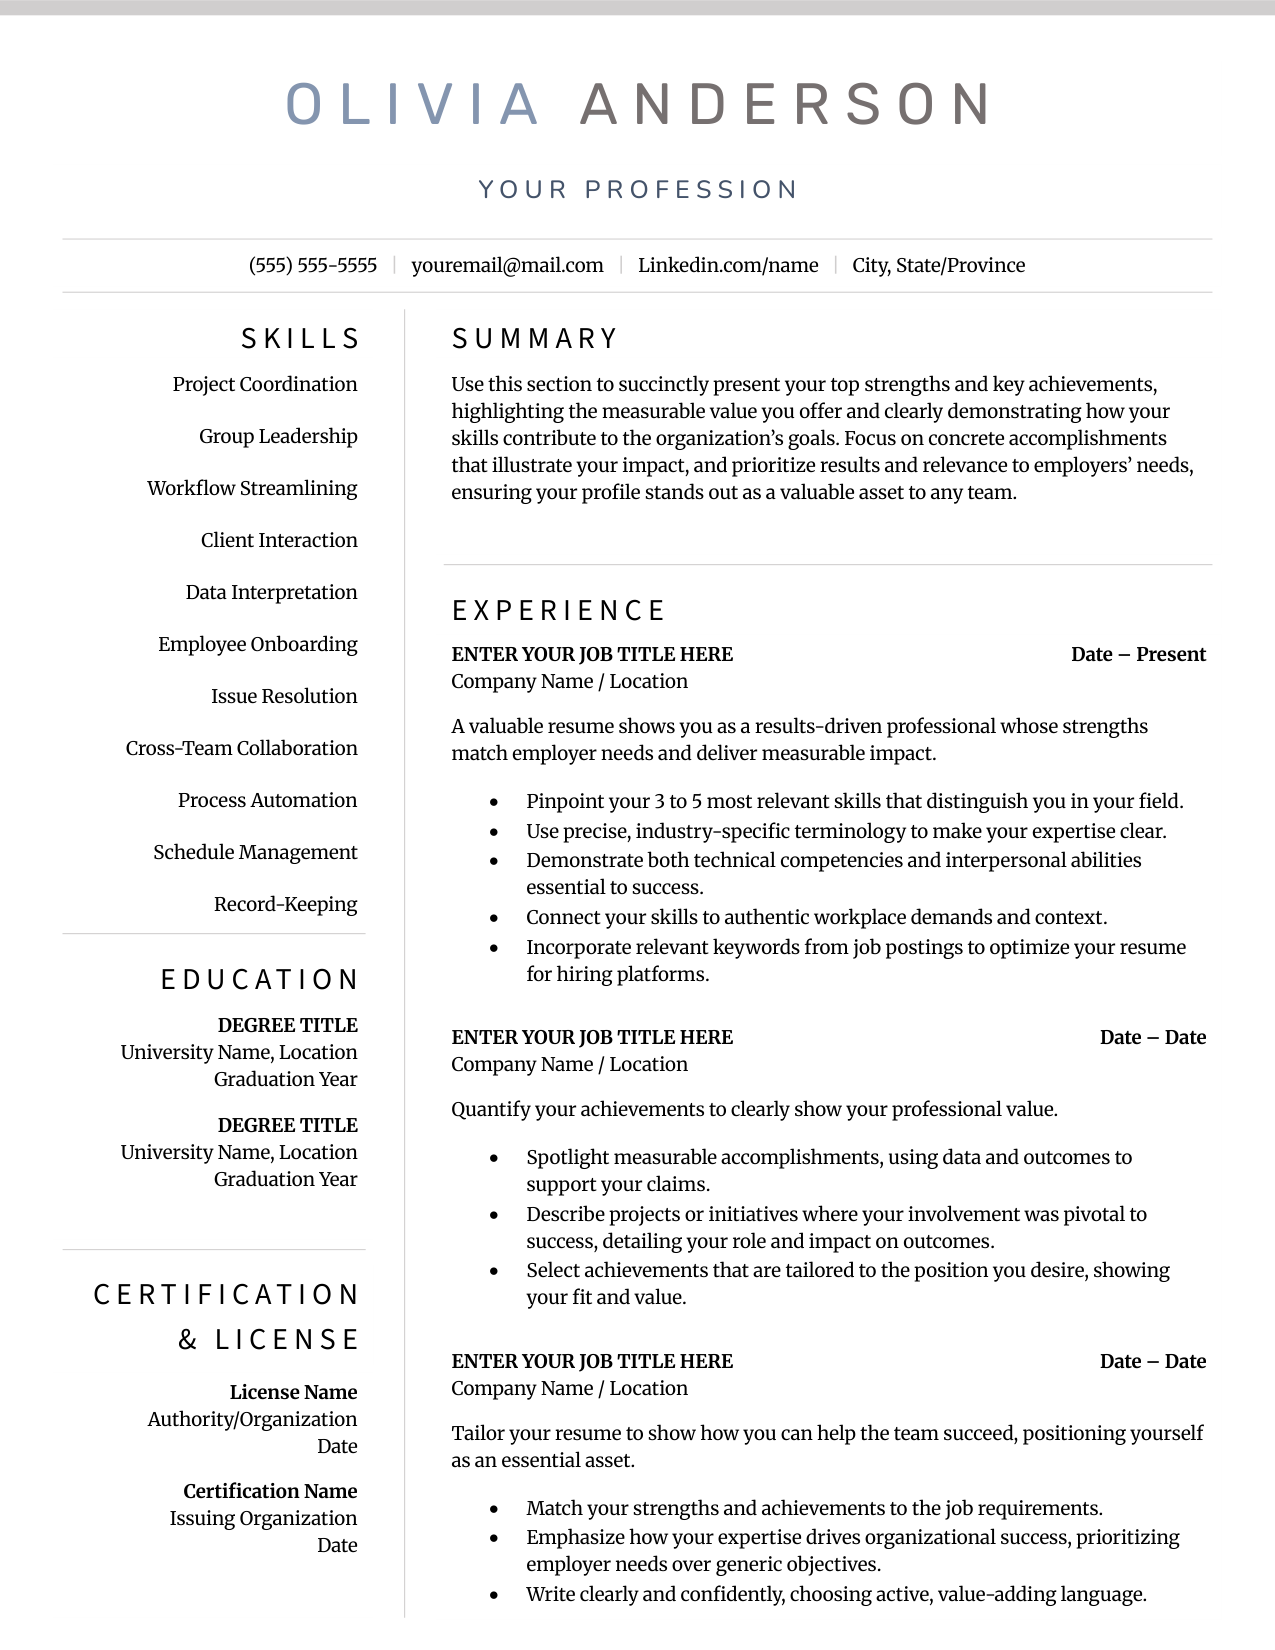 OLIVIA ANDERSON
YOUR PROFESSION
(555) 555-5555 | youremail@mail.com | Linkedin.com/name | City, State/Province
SKILLS
Project Coordination
Group Leadership
Workflow Streamlining
Client Interaction
Data Interpretation
Employee Onboarding
Issue Resolution
Cross-Team Collaboration
Process Automation
Schedule Management
Record-Keeping
EDUCATION
DEGREE TITLE
University Name, Location
Graduation Year
DEGREE TITLE
University Name, Location
Graduation Year
CERTIFICATION
& LICENSE
License Name
Authority/Organization
Date
Certification Name
Issuing Organization
Date
SUMMARY
Use this section to succinctly present your top strengths and key achievements,
highlighting the measurable value you offer and clearly demonstrating how your
skills contribute to the organization’s goals. Focus on concrete accomplishments
that illustrate your impact, and prioritize results and relevance to employers’ needs,
ensuring your profile stands out as a valuable asset to any team.
EXPERIENCE
ENTER YOUR JOB TITLE HERE Date – Present
Company Name / Location
A valuable resume shows you as a results-driven professional whose strengths
match employer needs and deliver measurable impact.
• Pinpoint your 3 to 5 most relevant skills that distinguish you in your field.
• Use precise, industry-specific terminology to make your expertise clear.
• Demonstrate both technical competencies and interpersonal abilities
essential to success.
• Connect your skills to authentic workplace demands and context.
• Incorporate relevant keywords from job postings to optimize your resume
for hiring platforms.
ENTER YOUR JOB TITLE HERE Date – Date
Company Name / Location
Quantify your achievements to clearly show your professional value.
• Spotlight measurable accomplishments, using data and outcomes to
support your claims.
• Describe projects or initiatives where your involvement was pivotal to
success, detailing your role and impact on outcomes.
• Select achievements that are tailored to the position you desire, showing
your fit and value.
ENTER YOUR JOB TITLE HERE Date – Date
Company Name / Location
Tailor your resume to show how you can help the team succeed, positioning yourself
as an essential asset.
• Match your strengths and achievements to the job requirements.
• Emphasize how your expertise drives organizational success, prioritizing
employer needs over generic objectives.
• Write clearly and confidently, choosing active, value-adding language.